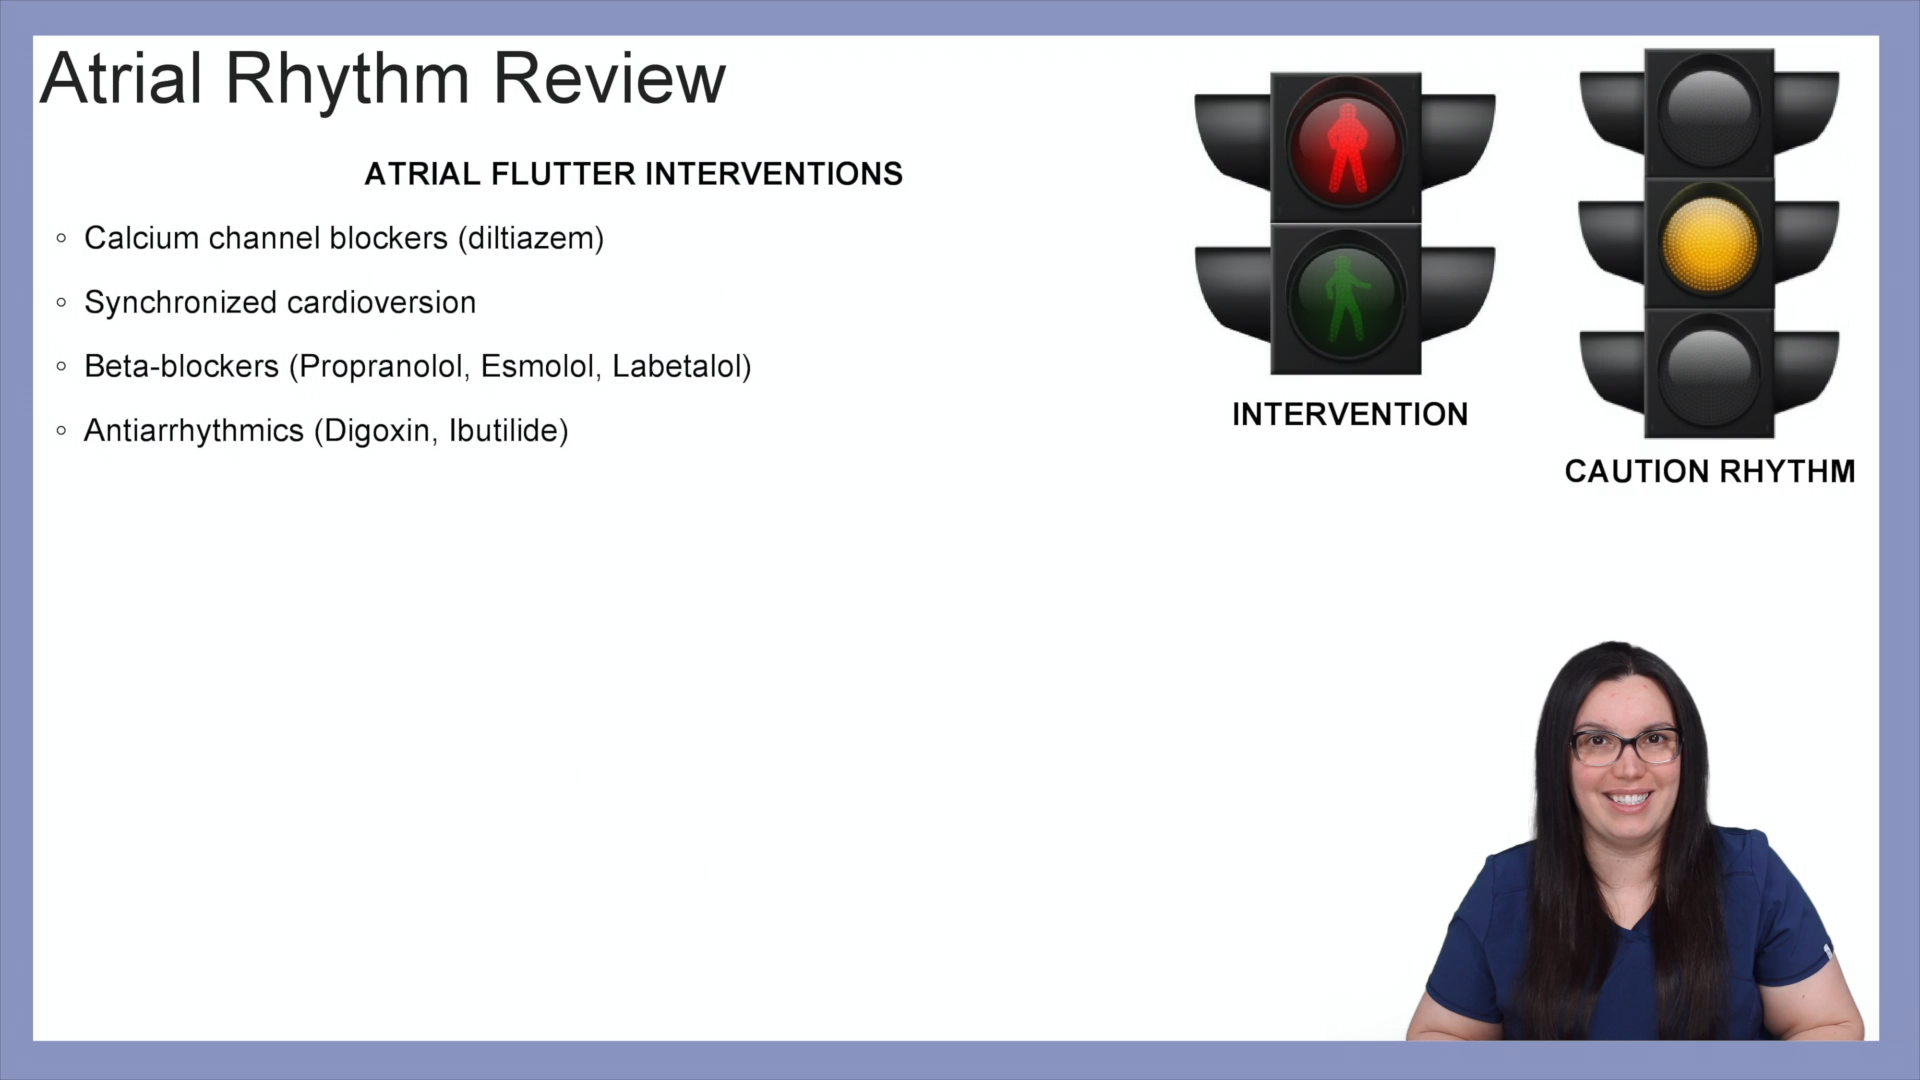 Atrial Rhythm Review
ATRIAL FLUTTER INTERVENTIONS
Calcium channel blockers (diltiazem)
Synchronized cardioversion
Beta-blockers (Propranolol, Esmolol, Labetalol)
Antiarrhythmics (Digoxin, Ibutilide)
INTERVENTION
CAUTION RHYTHM